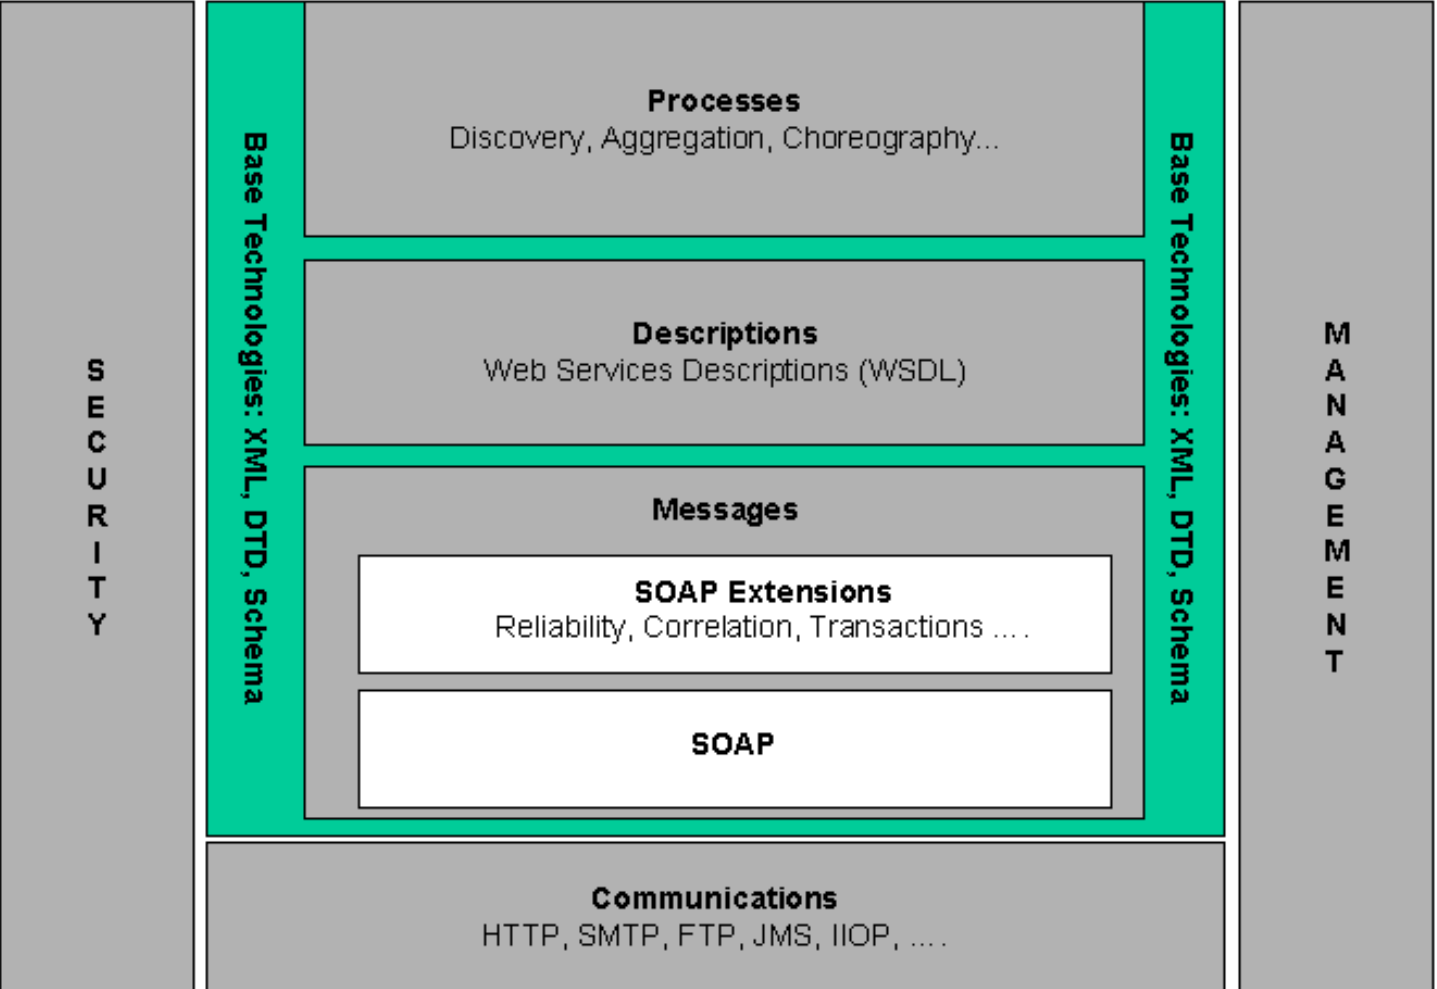 SECURITY
Base Technologies: XML, DTD, Schema
Processes
Discovery, Aggregation, Choreography...
Descriptions
Web Services Descriptions (WSDL)
Messages
SOAP Extensions
Reliability, Correlation, Transactions ....
SOAP
Base Technologies: XML, DTD, Schema
MANAGEMENT
Communications
HTTP, SMTP, FTP, JMS, IIOP, ....